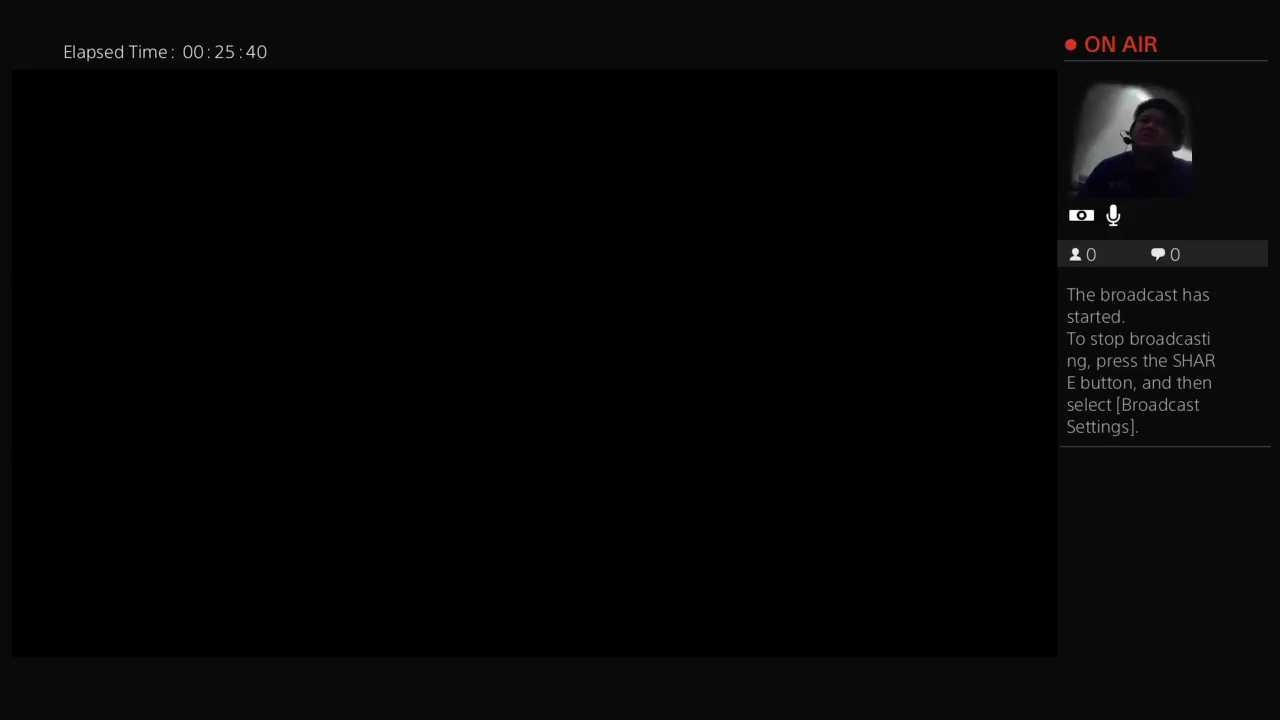 Elapsed Time: 00:25:40
ON AIR
0 0
The broadcast has
started.
To stop broadcasti
ng, press the SHAR
E button, and then
select [Broadcast
Settings].